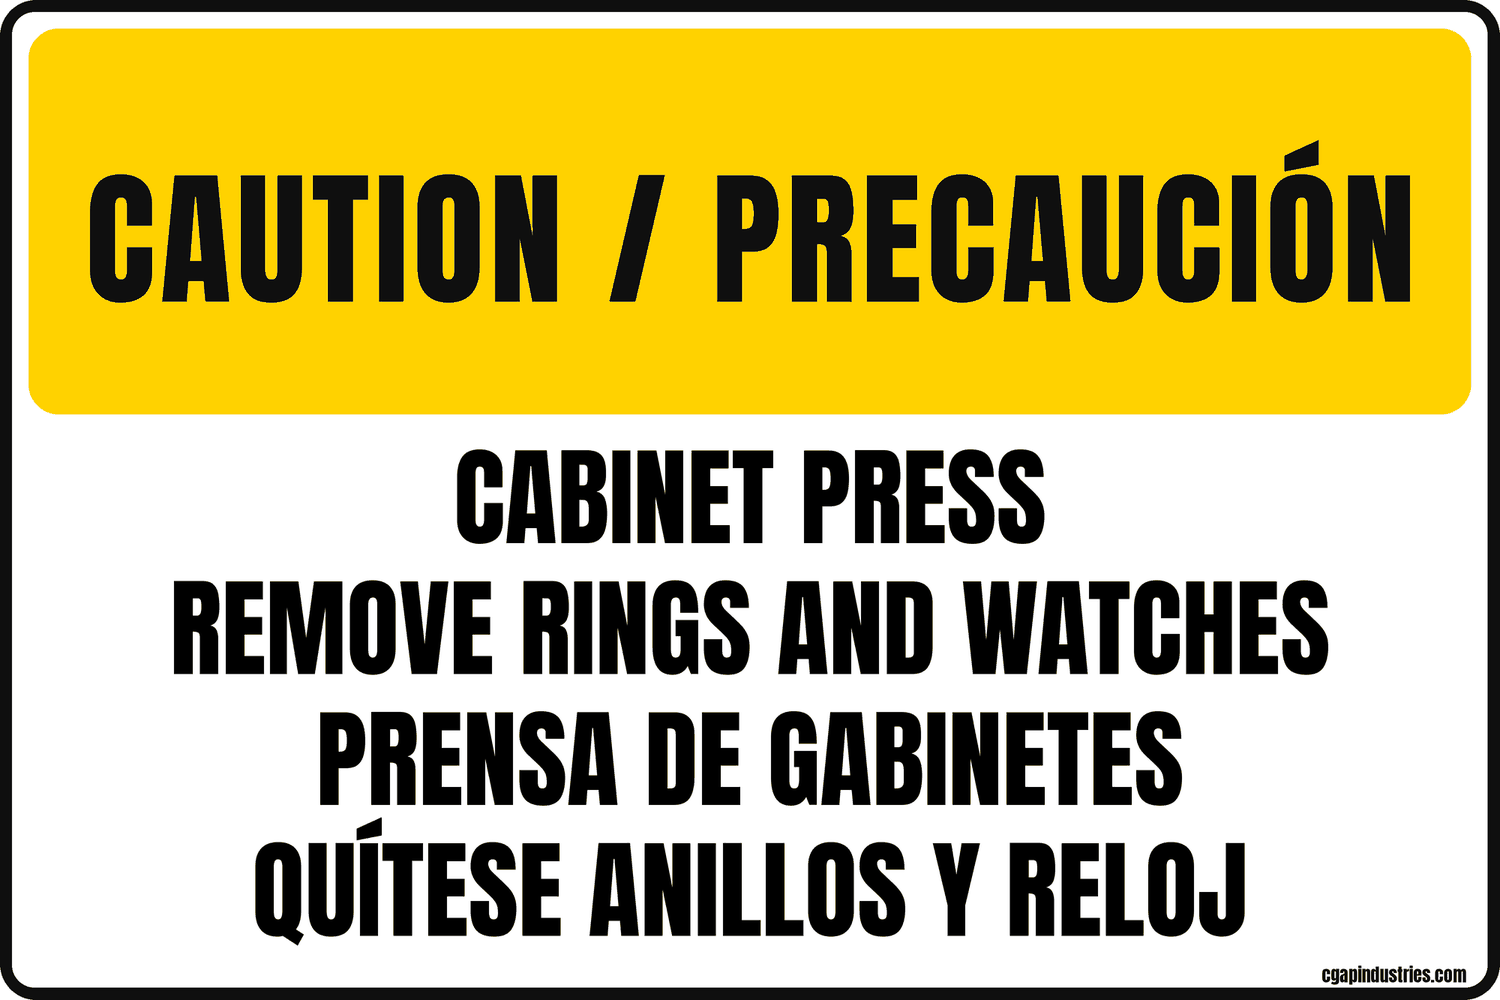 CAUTION / PRECAUCIÓN
CABINET PRESS
REMOVE RINGS AND WATCHES
PRENSA DE GABINETES
QUÍTESE ANILLOS Y RELOJ
cgapindustries.com